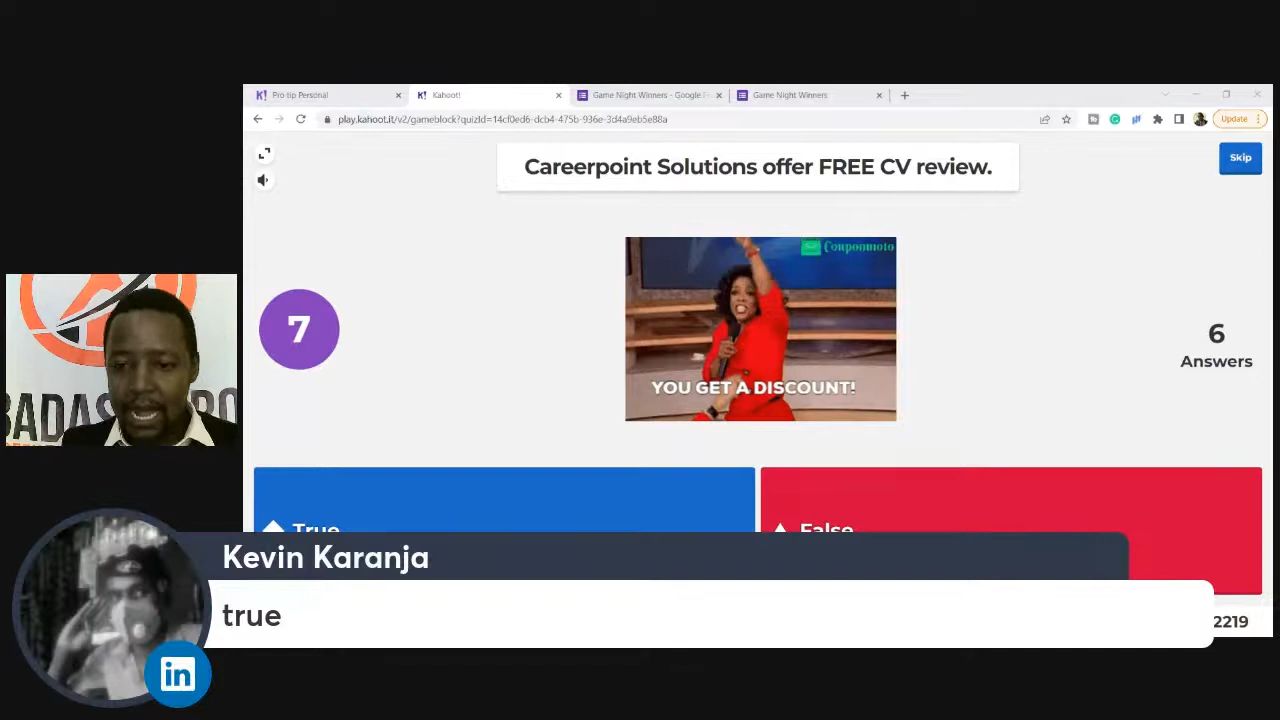 Pro tip Personal
Kahoot!
Game Night Winners - Google F
Game Night Winners
play.kahoot.it/v2/gameblock?quizId=14cf0ed6-dcb4-475b-936e-3d4a9eb5e88a
Update
Careerpoint Solutions offer FREE CV review.
Skip
Couponmoto
7
YOU GET A DISCOUNT!
6
Answers
BADAS
True
False
Kevin Karanja
true
2219
in